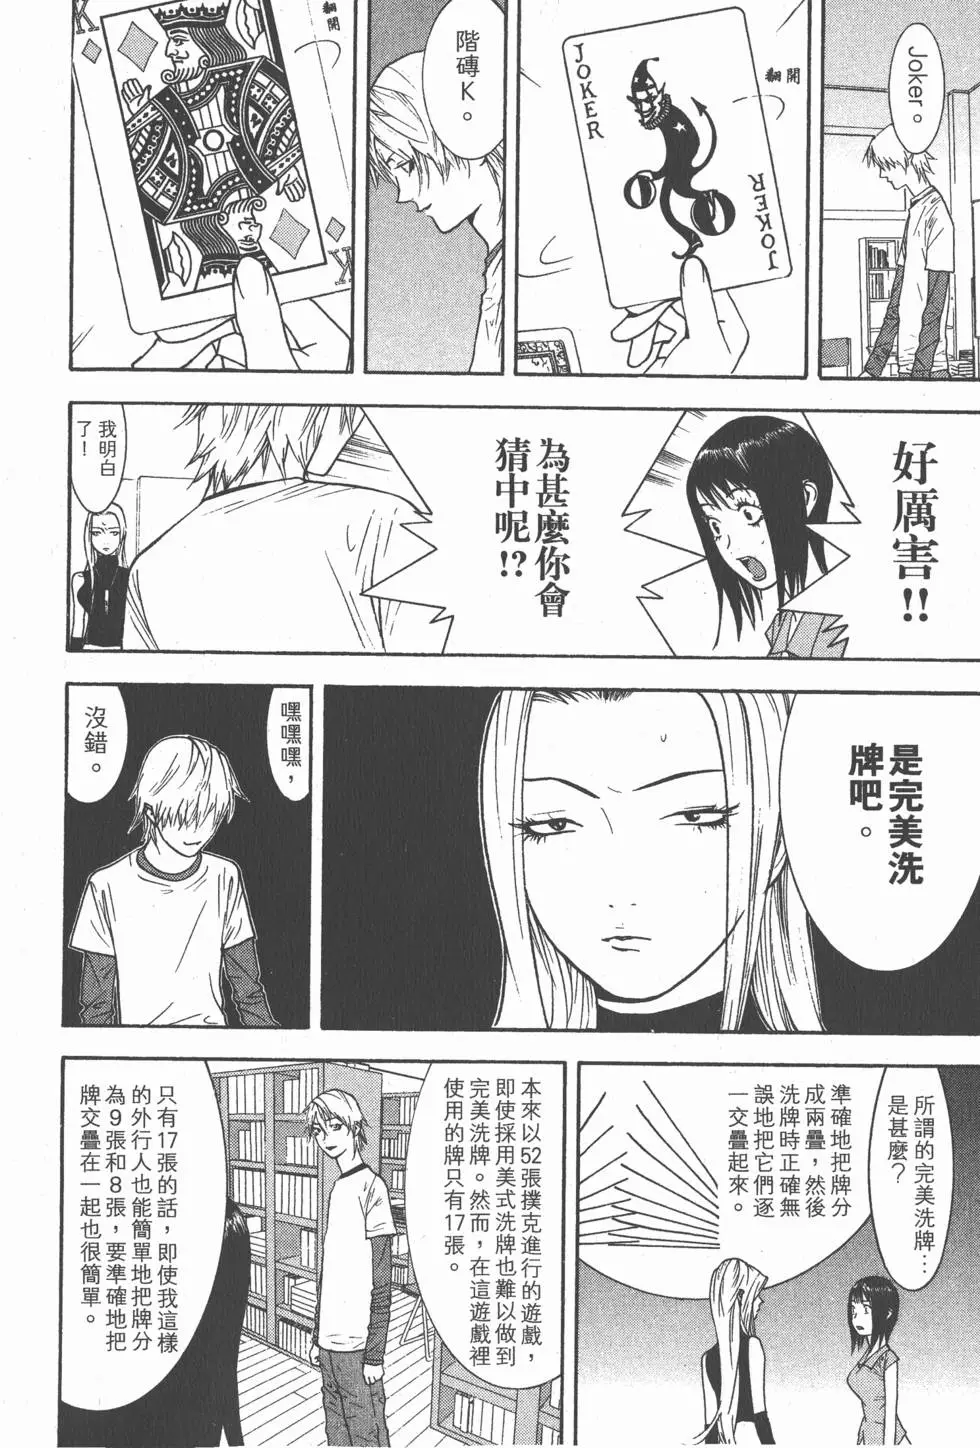 Joker。
翻開
JOKER
JOKER
階磚K。
翻開
K
K
好厲害!!
為甚麼你會
猜中呢!?
我明白
了!
是完美洗
牌吧。
嘿嘿嘿，
沒錯。
所謂的完美洗牌…
是甚麼?
準確地把牌分
成兩疊，然後
洗牌時正確無
誤地把它們逐
一交疊起來。
本來以52張撲克進行的遊戲，
即使採用美式洗牌也難以做到
完美洗牌。然而，在這遊戲裡
使用的牌只有17張。
只有17張的話，即使我這樣
的外行人也能簡單地把牌分
為9張和8張，要準確地把
牌交疊在一起也很簡單。